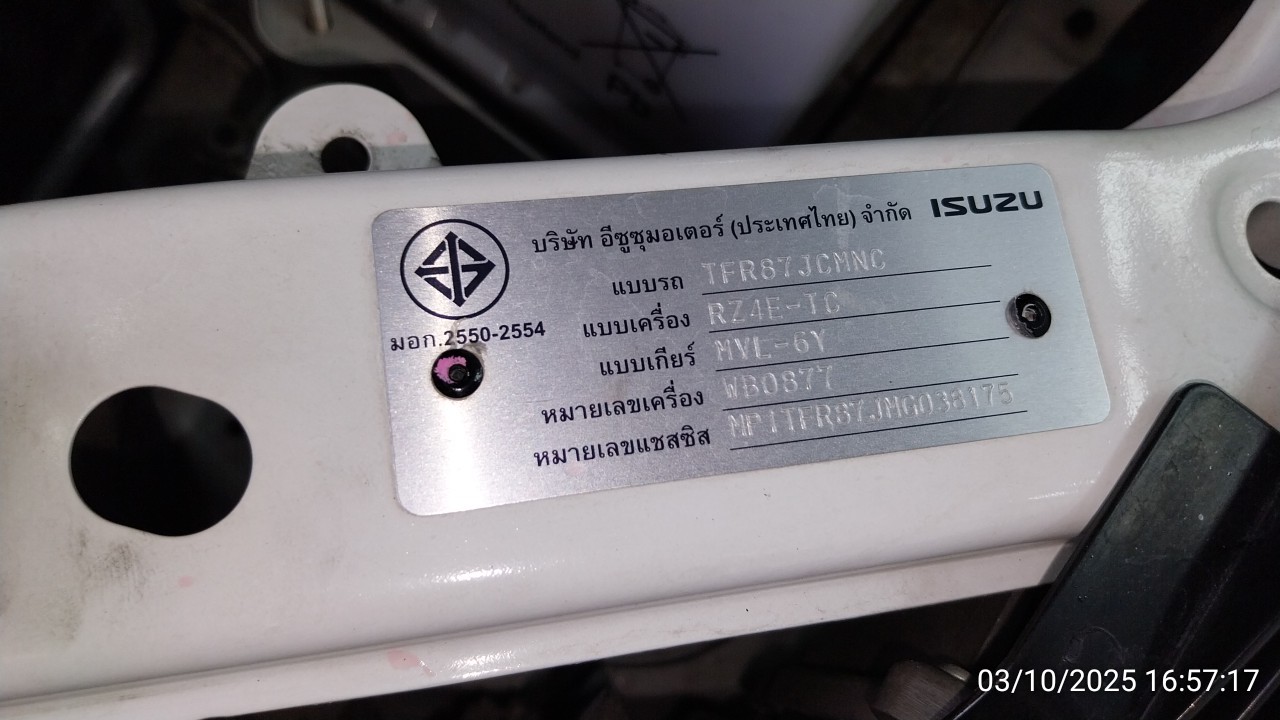 บริษัท อีซูซุมอเตอร์ (ประเทศไทย) จำกัด ISUZU
มอก.2550-2554
แบบรถ TFR87JCMNC
แบบเครื่อง RZ4E-TC
แบบเกียร์ MVL-6Y
หมายเลขเครื่อง WB0877
หมายเลขแชสซิส MP1TFR87JMG038175
03/10/2025 16:57:17